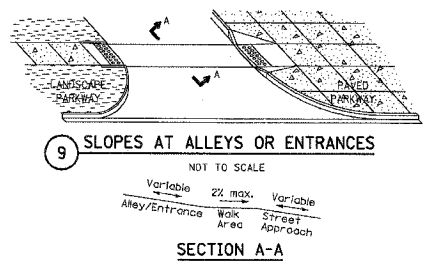 A
A
LANDSCAPE
PARKWAY
PAVED
PARKWAY
9 SLOPES AT ALLEYS OR ENTRANCES
NOT TO SCALE
Variable 2% max. Variable
Alley/Entrance Walk Street
Area Approach
SECTION A-A